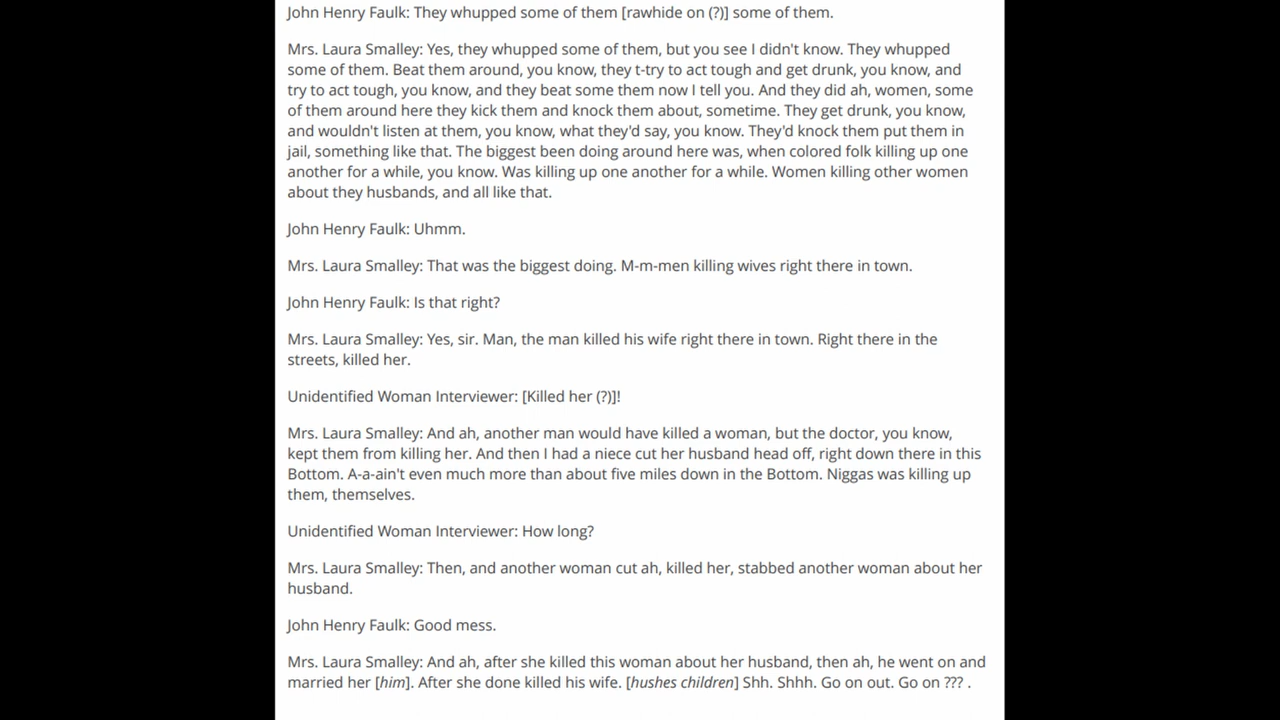 John Henry Faulk: They whupped some of them [rawhide on (?)] some of them.
Mrs. Laura Smalley: Yes, they whupped some of them, but you see I didn't know. They whupped
some of them. Beat them around, you know, they t-try to act tough and get drunk, you know, and
try to act tough, you know, and they beat some them now I tell you. And they did ah, women, some
of them around here they kick them and knock them about, sometime. They get drunk, you know,
and wouldn't listen at them, you know, what they'd say, you know. They'd knock them put them in
jail, something like that. The biggest been doing around here was, when colored folk killing up one
another for a while, you know. Was killing up one another for a while. Women killing other women
about they husbands, and all like that.
John Henry Faulk: Uhmm.
Mrs. Laura Smalley: That was the biggest doing. M-m-men killing wives right there in town.
John Henry Faulk: Is that right?
Mrs. Laura Smalley: Yes, sir. Man, the man killed his wife right there in town. Right there in the
streets, killed her.
Unidentified Woman Interviewer: [Killed her (?)]!
Mrs. Laura Smalley: And ah, another man would have killed a woman, but the doctor, you know,
kept them from killing her. And then I had a niece cut her husband head off, right down there in this
Bottom. A-a-ain't even much more than about five miles down in the Bottom. Niggas was killing up
them, themselves.
Unidentified Woman Interviewer: How long?
Mrs. Laura Smalley: Then, and another woman cut ah, killed her, stabbed another woman about her
husband.
John Henry Faulk: Good mess.
Mrs. Laura Smalley: And ah, after she killed this woman about her husband, then ah, he went on and
married her [him]. After she done killed his wife. [hushes children] Shh. Shhh. Go on out. Go on ??? .